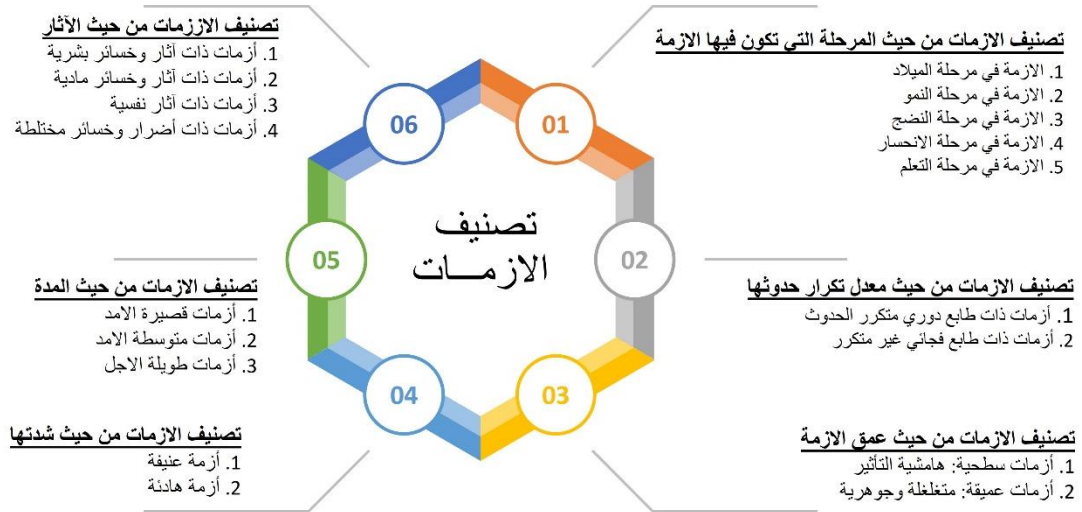 تصنيف الازمات
01
تصنيف الازمات من حيث المرحلة التي تكون فيها الازمة
1. الازمة في مرحلة الميلاد
2. الازمة في مرحلة النمو
3. الازمة في مرحلة النضج
4. الازمة في مرحلة الانحسار
5. الازمة في مرحلة التعلم
02
تصنيف الازمات من حيث معدل تكرار حدوثها
1. أزمات ذات طابع دوري متكرر الحدوث
2. أزمات ذات طابع فجائي غير متكرر
03
تصنيف الازمات من حيث عمق الازمة
1. أزمات سطحية: هامشية التأثير
2. أزمات عميقة: متغلغلة وجوهرية
04
تصنيف الازمات من حيث شدتها
1. أزمة عنيفة
2. أزمة هادئة
05
تصنيف الازمات من حيث المدة
1. أزمات قصيرة الامد
2. أزمات متوسطة الامد
3. أزمات طويلة الاجل
06
تصنيف الاززمات من حيث الآثار
1. أزمات ذات آثار وخسائر بشرية
2. أزمات ذات آثار وخسائر مادية
3. أزمات ذات آثار نفسية
4. أزمات ذات أضرار وخسائر مختلطة